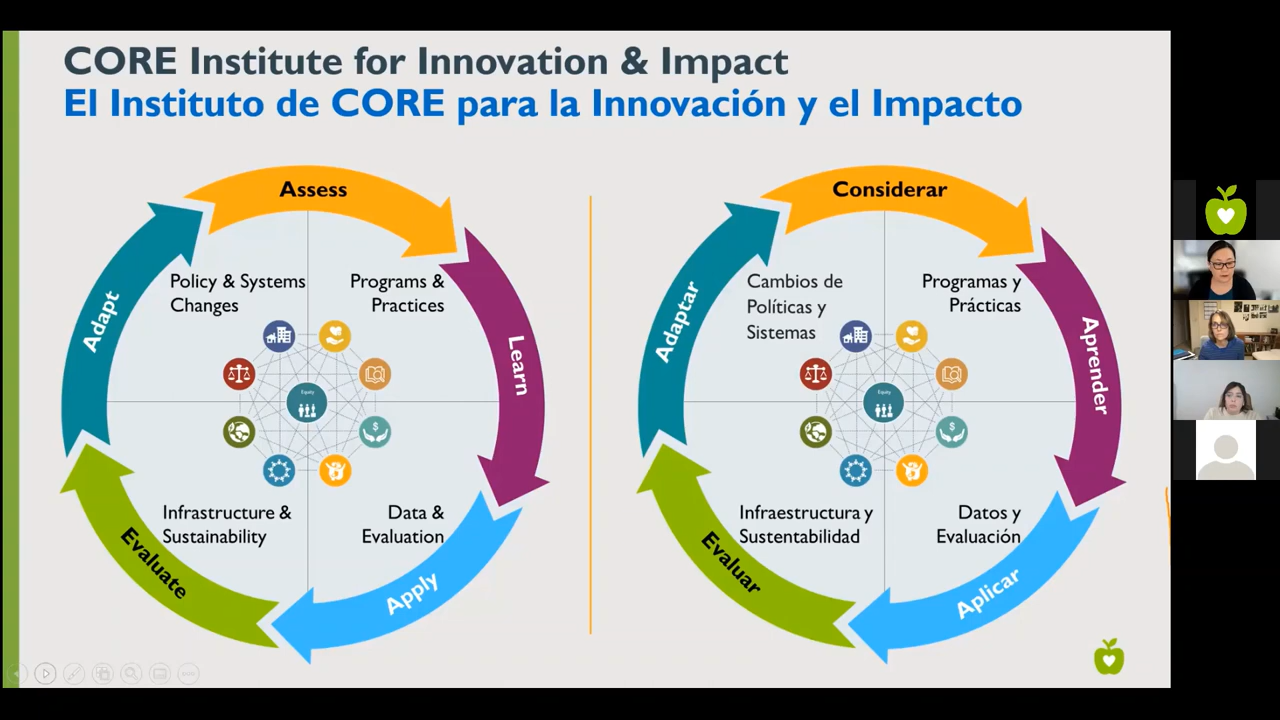 CORE Institute for Innovation & Impact
El Instituto de CORE para la Innovación y el Impacto
Assess
Adapt
Policy & Systems
Changes
Programs &
Practices
Learn
Equity
$
Infrastructure &
Sustainability
Data &
Evaluation
Evaluate
Apply
Considerar
Adaptar
Cambios de
Políticas y
Sistemas
Programas y
Prácticas
Aprender
Equity
$
Infraestructura y
Sustentabilidad
Datos y
Evaluación
Evaluar
Aplicar